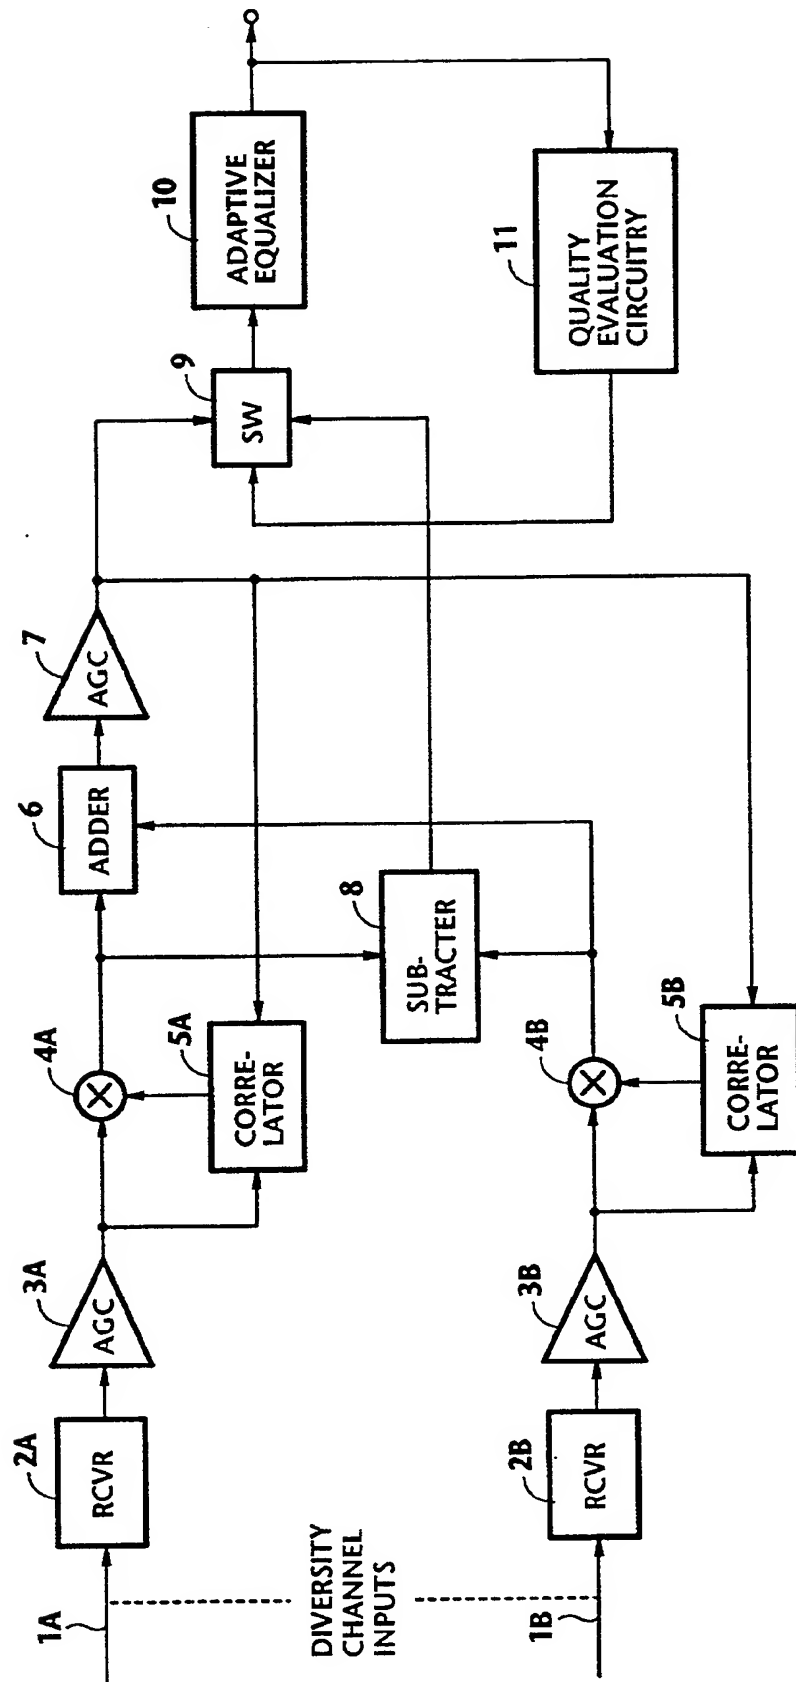 1A
2A
RCVR
3A
AGC
4A
5A
CORRE-
LATOR
6
ADDER
7
AGC
9
SW
10
ADAPTIVE
EQUALIZER
11
QUALITY
EVALUATION
CIRCUITRY
8
SUB-
TRACTER
DIVERSITY
CHANNEL
INPUTS
1B
2B
RCVR
3B
AGC
4B
5B
CORRE-
LATOR